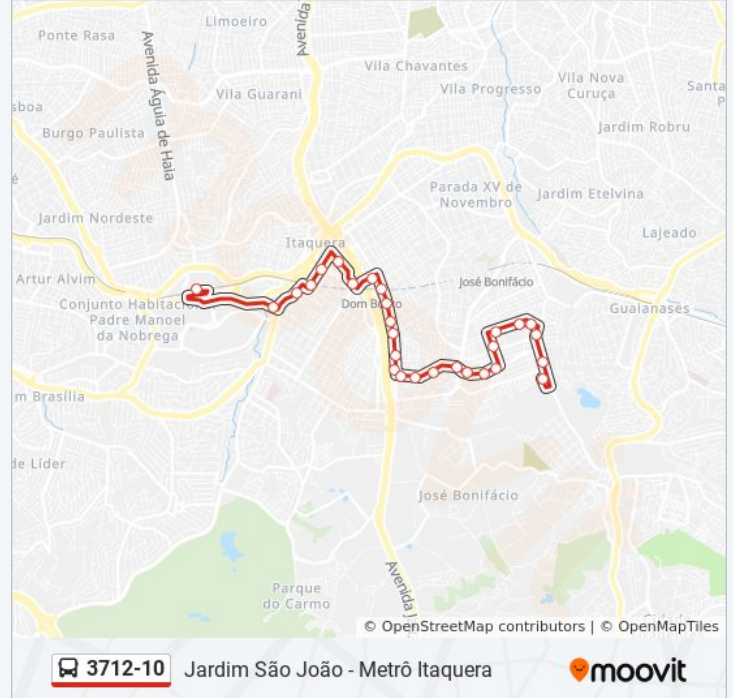 Limoeiro
Ponte Rasa
Avenida
Avenida Águia de Haia
Vila Chavantes
Vila Nova
Curuça
Vila Progresso
Santa
P
Vila Guarani
sboa
Burgo Paulista
Jardim Robru
é
Parada XV de
Novembro
Jardim Etelvina
Jardim Nordeste
Lajeado
Itaquera
Artur Alvim
José Bonifácio
Conjunto Habitac
Padre Manoel
da Nobrega
Dom B
Guaianases
m Brasília
de Líder
José Bonifácio
Avenida J
Parque
do Carmo
© OpenStreetMap contributors | © OpenMapTiles
3712-10 Jardim São João - Metrô Itaquera
moovit